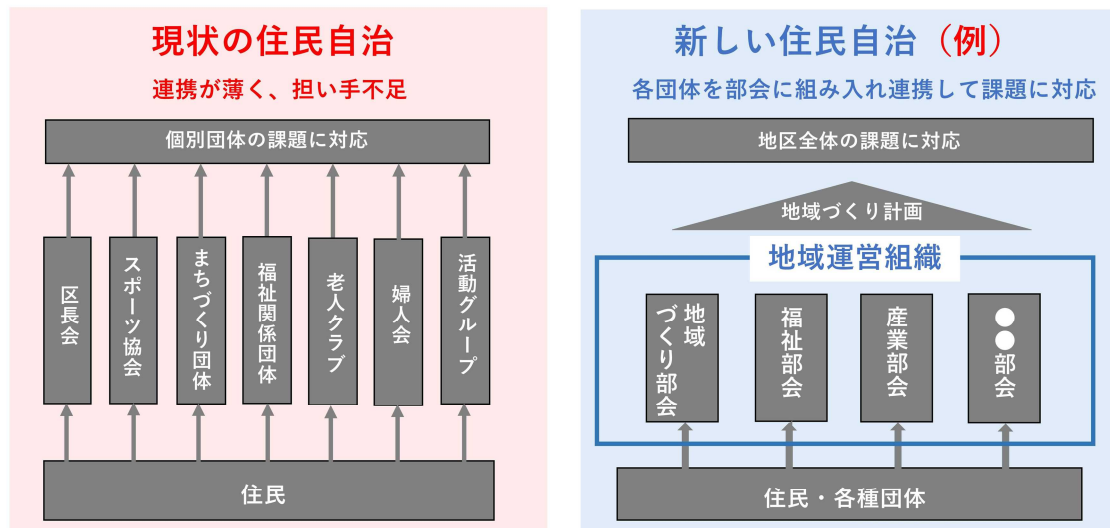 現状の住民自治
連携が薄く、担い手不足
個別団体の課題に対応
区長会
スポーツ協会
まちづくり団体
福祉関係団体
老人クラブ
婦人会
活動グループ
住民
新しい住民自治（例）
各団体を部会に組み入れ連携して課題に対応
地区全体の課題に対応
地域づくり計画
地域運営組織
地域
づくり部会
福祉部会
産業部会
●●部会
住民・各種団体